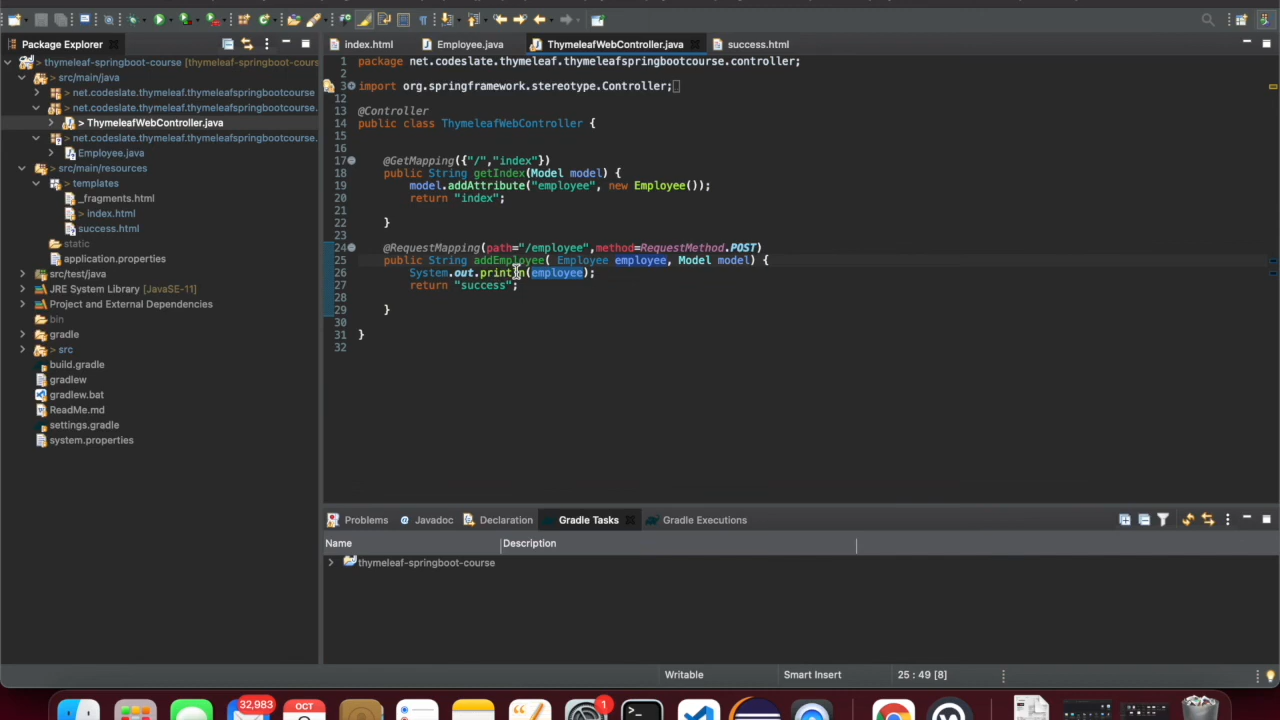 Package Explorer
index.html
Employee.java
ThymeleafWebController.java
success.html
> thymeleaf-springboot-course [thymeleaf-springboot-cours
src/main/java
> net.codeslate.thymeleaf.thymeleafspringbootcourse
> net.codeslate.thymeleaf.thymeleafspringbootcourse.
> ThymeleafWebController.java
> net.codeslate.thymeleaf.thymeleafspringbootcourse.
Employee.java
> src/main/resources
> templates
_fragments.html
> index.html
success.html
static
application.properties
src/test/java
JRE System Library [JavaSE-11]
Project and External Dependencies
bin
gradle
> src
build.gradle
gradlew
gradlew.bat
ReadMe.md
settings.gradle
system.properties
1 package net.codeslate.thymeleaf.thymeleafspringbootcourse.controller;
2
3 import org.springframework.stereotype.Controller;
12
13 @Controller
14 public class ThymeleafWebController {
15
16
17 @GetMapping({"/","index"})
18 public String getIndex(Model model) {
19 model.addAttribute("employee", new Employee());
20 return "index";
21
22 }
23
24 @RequestMapping(path="/employee",method=RequestMethod.POST)
25 public String addEmployee( Employee employee, Model model) {
26 System.out.println(employee);
27 return "success";
28
29 }
30
31 }
32
Problems
@ Javadoc
Declaration
Gradle Tasks
Gradle Executions
Name
Description
thymeleaf-springboot-course
Writable
Smart Insert
25 : 49 [8]
32,983
OCT
1